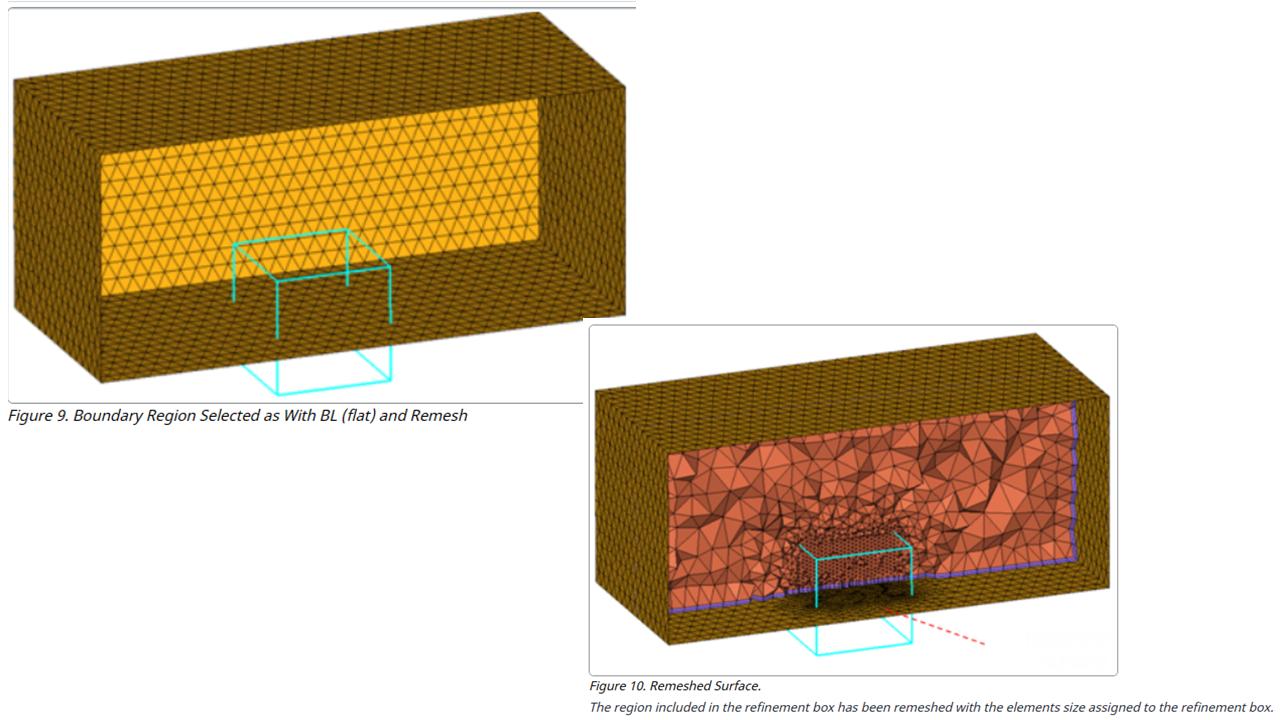 Figure 9. Boundary Region Selected as With BL (flat) and Remesh
Figure 10. Remeshed Surface.
The region included in the refinement box has been remeshed with the elements size assigned to the refinement box.